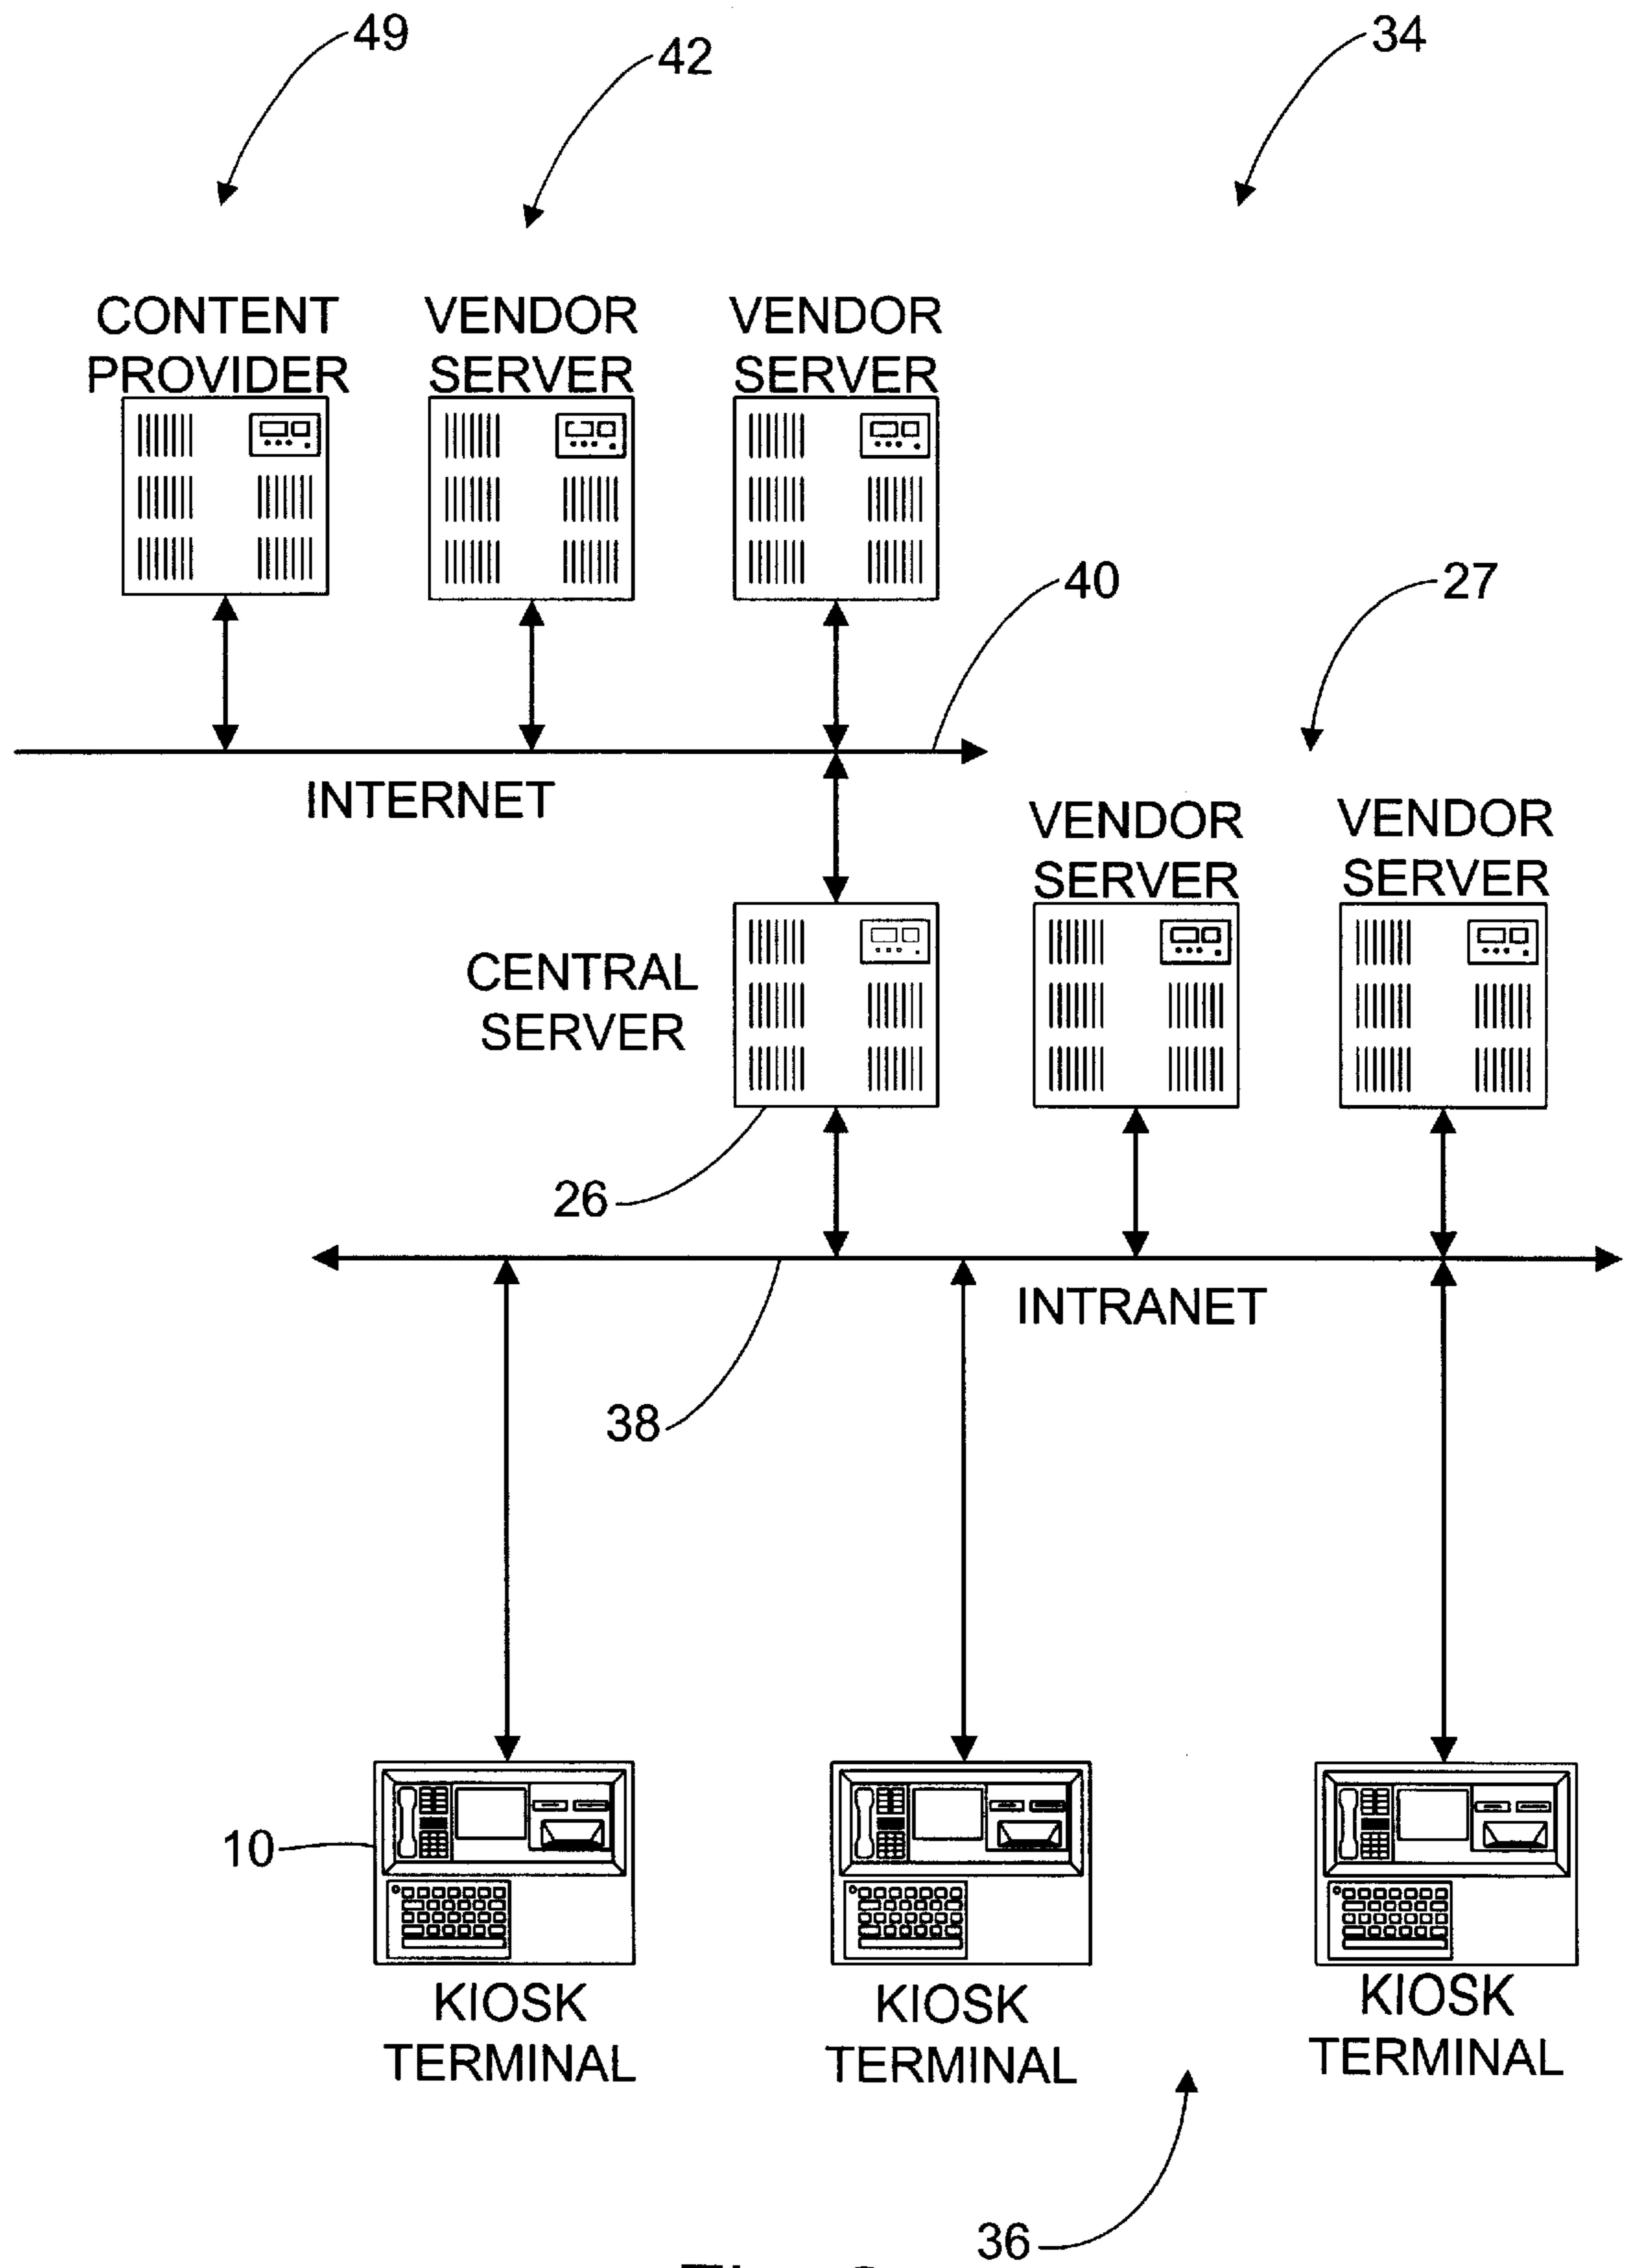 49
42
34
CONTENT
PROVIDER
VENDOR
SERVER
VENDOR
SERVER
40
27
INTERNET
VENDOR
SERVER
VENDOR
SERVER
CENTRAL
SERVER
26
INTRANET
38
10
KIOSK
TERMINAL
KIOSK
TERMINAL
KIOSK
TERMINAL
36